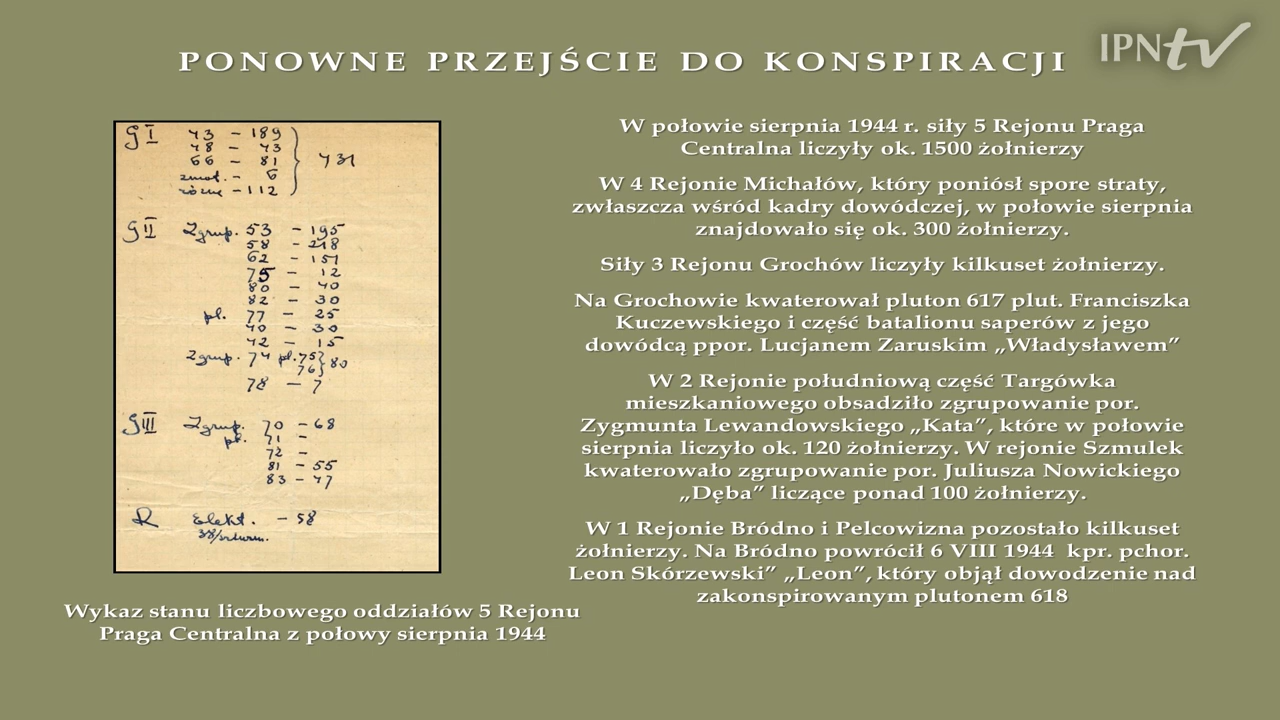 PONOWNE PRZEJŚCIE DO KONSPIRACJI
IPNtv
G I 43 – 189
48 – 43
66 – 81
zmot. – 6
różne – 112
431
G II Zgrup. 53 – 195
58 – 218
62 – 151
75 – 12
80 – 40
82 – 30
pl. 77 – 25
40 – 30
42 – 15
Zgrup. 74 pl. 75
76 } 80
78 – 7
G III Zgrup. 70 – 68
pl. 71 –
72 –
81 – 55
83 – 47
R Elekt. – 58
Wykaz stanu liczbowego oddziałów 5 Rejonu
Praga Centralna z połowy sierpnia 1944
W połowie sierpnia 1944 r. siły 5 Rejonu Praga
Centralna liczyły ok. 1500 żołnierzy
W 4 Rejonie Michałów, który poniósł spore straty,
zwłaszcza wśród kadry dowódczej, w połowie sierpnia
znajdowało się ok. 300 żołnierzy.
Siły 3 Rejonu Grochów liczyły kilkuset żołnierzy.
Na Grochowie kwaterował pluton 617 plut. Franciszka
Kuczewskiego i część batalionu saperów z jego
dowódcą ppor. Lucjanem Zaruskim „Władysławem”
W 2 Rejonie południową część Targówka
mieszkaniowego obsadziło zgrupowanie por.
Zygmunta Lewandowskiego „Kata”, które w połowie
sierpnia liczyło ok. 120 żołnierzy. W rejonie Szmulek
kwaterowało zgrupowanie por. Juliusza Nowickiego
„Dęba” liczące ponad 100 żołnierzy.
W 1 Rejonie Bródno i Pelcowizna pozostało kilkuset
żołnierzy. Na Bródno powrócił 6 VIII 1944 kpr. pchor.
Leon Skórzewski” „Leon”, który objął dowodzenie nad
zakonspirowanym plutonem 618